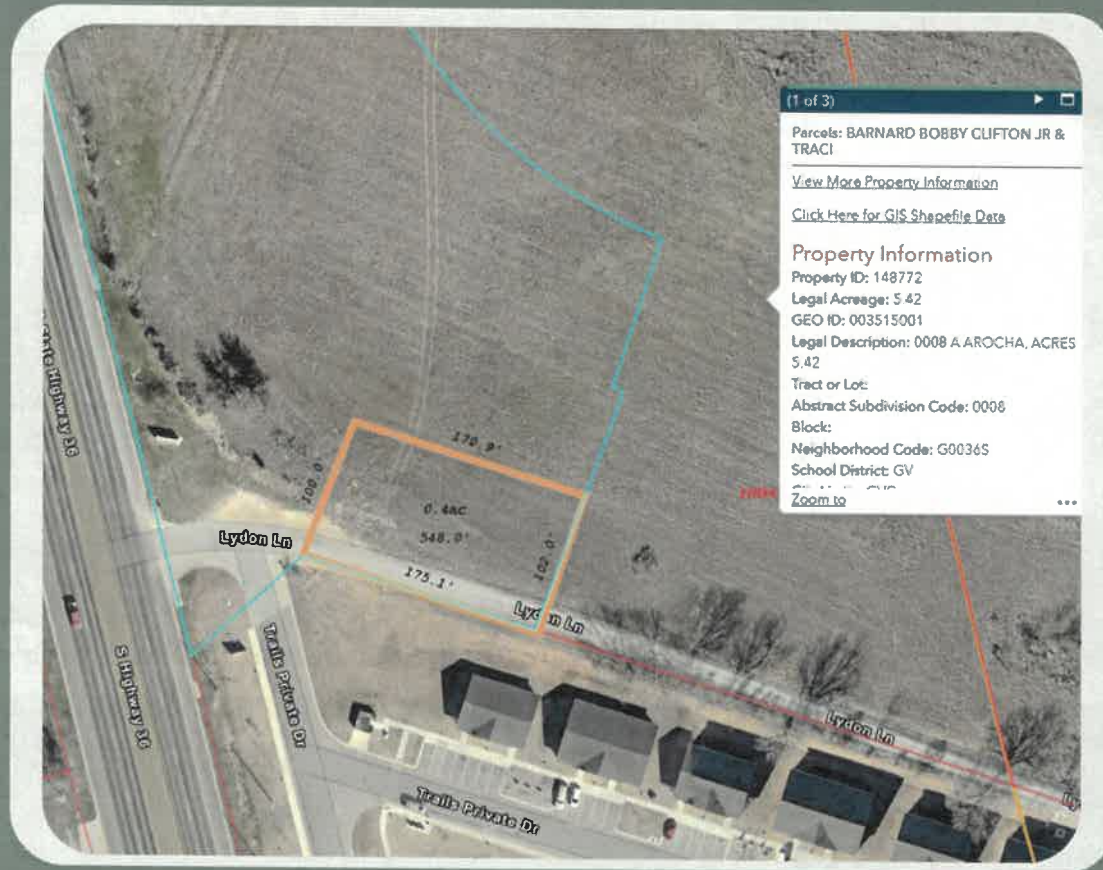 (1 of 3)
Parcels: BARNARD BOBBY CLIFTON JR &
TRACI
View More Property Information
Click Here for GIS Shapefile Data
Property Information
Property ID: 148772
Legal Acreage: 5.42
GEO ID: 003515001
Legal Description: 0008 A AROCHA, ACRES
5.42
Tract or Lot:
Abstract Subdivision Code: 0008
Block:
Neighborhood Code: G0036S
School District: GV
Zoom to
...
State Highway 36
170.9'
100.0'
0.4AC
548.0'
102.0'
175.1'
Lydon Ln
Lydon Ln
Lydon Ln
Ly
S Highway 36
Trails Private Dr
Trails Private Dr